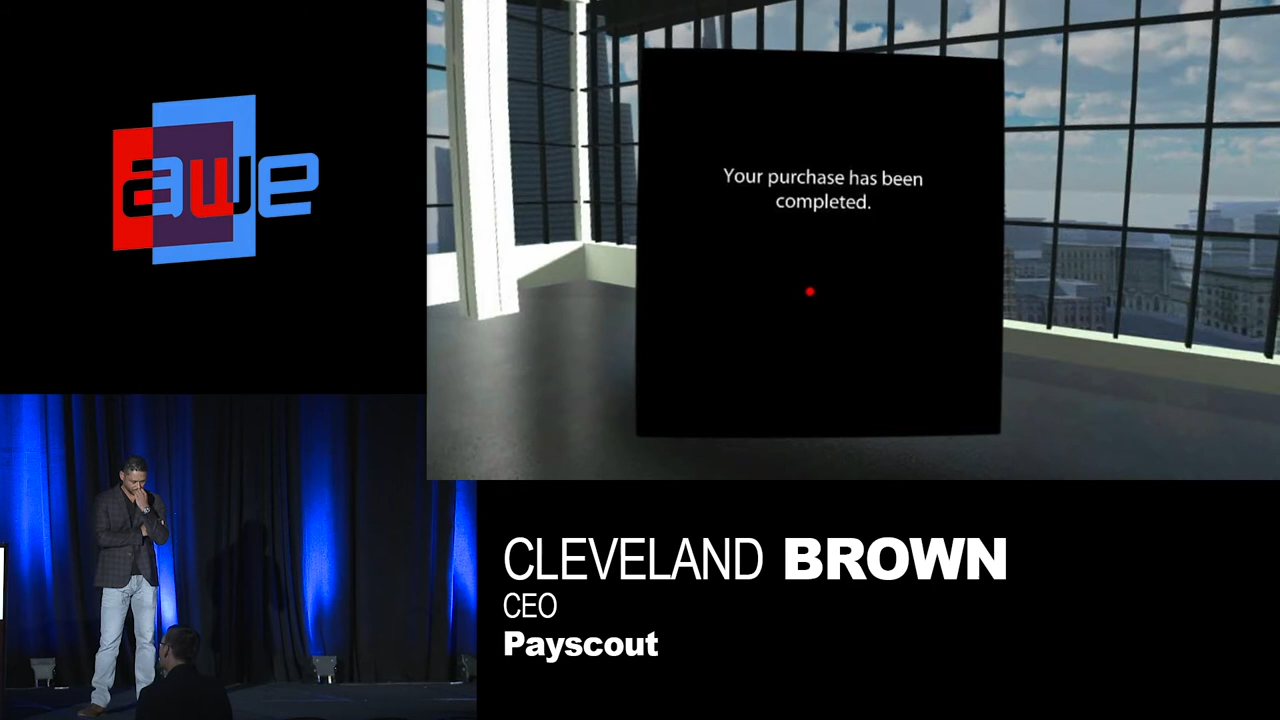 awe
Your purchase has been
completed.
CLEVELAND BROWN
CEO
Payscout